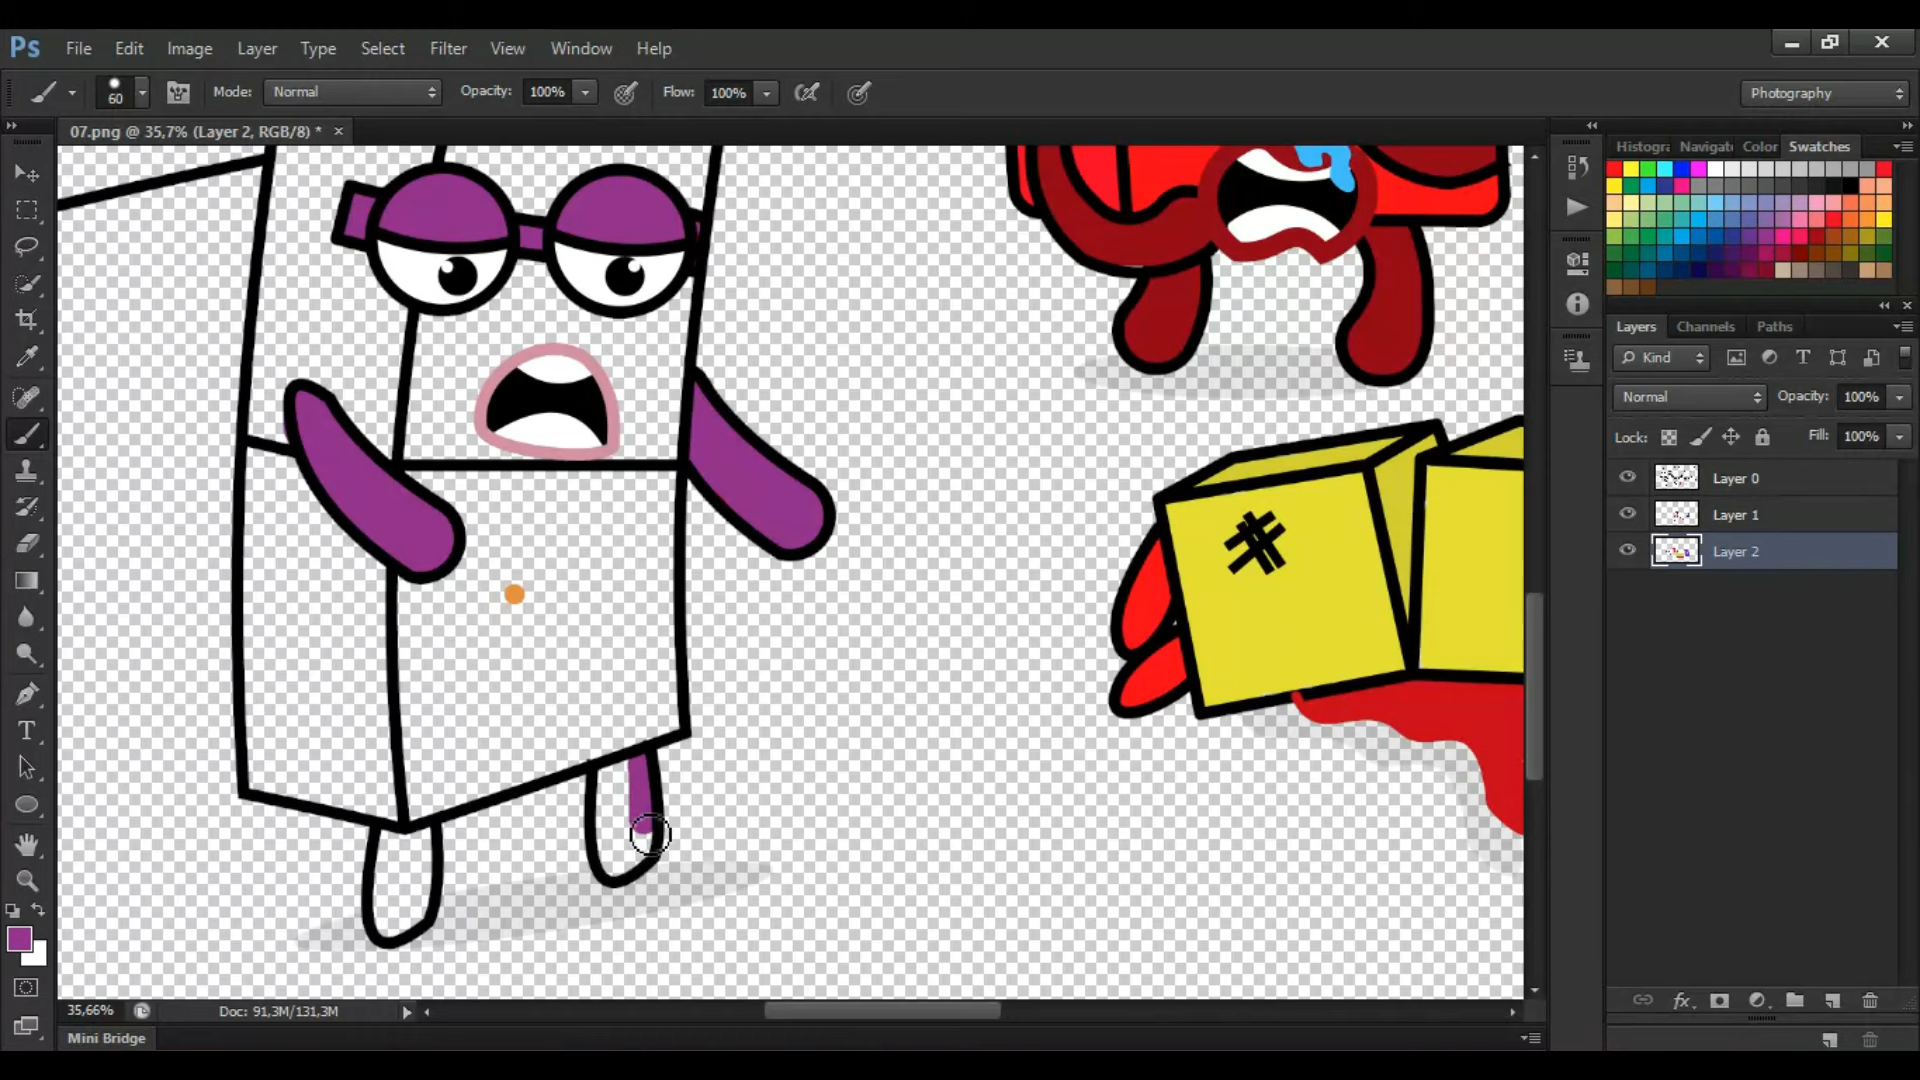 Ps File Edit Image Layer Type Select Filter View Window Help
60 Mode: Normal Opacity: 100% Flow: 100% Photography
07.png @ 35,7% (Layer 2, RGB/8) * ×
Histogra Navigat Color Swatches
Layers Channels Paths
Kind
Normal Opacity: 100%
Lock: Fill: 100%
Layer 0
Layer 1
Layer 2
35,66% Doc: 91,3M/131,3M
fx
Mini Bridge